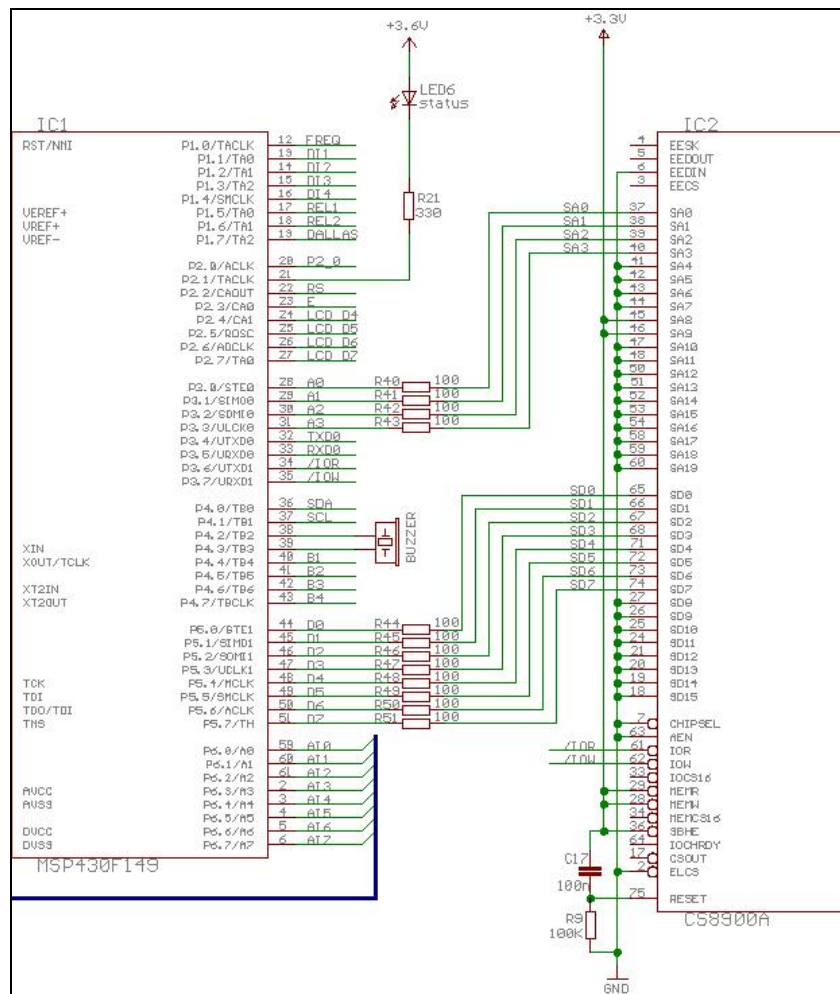 +3.6V
+3.3V
LED6
status
IC1
IC2
RST/NMI
VEREF+
VREF+
VREF-
XIN
XOUT/TCLK
XT2IN
XT2OUT
TCK
TDI
TDO/TDI
TMS
AVCC
AVSS
DVCC
DVSS
P1.0/TACLK 12 FREQ
P1.1/TA0 13 DI1
P1.2/TA1 14 DI2
P1.3/TA2 15 DI3
P1.4/SMCLK 16 DI4
P1.5/TA0 17 REL1
P1.6/TA1 18 REL2
P1.7/TA2 19 DALLAS
P2.0/ACLK 20 P2_0
P2.1/TACLK 21
P2.2/CAOUT 22 RS
P2.3/CA0 23 E
P2.4/CA1 24 LCD_D4
P2.5/ROSC 25 LCD_D5
P2.6/ADCLK 26 LCD_D6
P2.7/TA0 27 LCD_D7
P3.0/STE0 28 A0 R40 100
P3.1/SIMO0 29 A1 R41 100
P3.2/SOMI0 30 A2 R42 100
P3.3/ULCK0 31 A3 R43 100
P3.4/UTXD0 32 TXD0
P3.5/URXD0 33 RXD0
P3.6/UTXD1 34 /IOR
P3.7/URXD1 35 /IOW
P4.0/TB0 36 SDA
P4.1/TB1 37 SCL
P4.2/TB2 38
P4.3/TB3 39
P4.4/TB4 40 B1
P4.5/TB5 41 B2
P4.6/TB6 42 B3
P4.7/TBCLK 43 B4
BUZZER
P5.0/BTE1 44 D0 R44 100
P5.1/SIMO1 45 D1 R45 100
P5.2/SOMI1 46 D2 R46 100
P5.3/UCLK1 47 D3 R47 100
P5.4/MCLK 48 D4 R48 100
P5.5/SMCLK 49 D5 R49 100
P5.6/ACLK 50 D6 R50 100
P5.7/TH 51 D7 R51 100
P6.0/A0 59 AI0
P6.1/A1 60 AI1
P6.2/A2 61 AI2
P6.3/A3 2 AI3
P6.4/A4 3 AI4
P6.5/A5 4 AI5
P6.6/A6 5 AI6
P6.7/A7 6 AI7
MSP430F149
R21
330
4 EESK
5 EEDOUT
6 EEDIN
3 EECS
SA0 37 SA0
SA1 38 SA1
SA2 39 SA2
SA3 40 SA3
41 SA4
42 SA5
43 SA6
44 SA7
45 SA8
46 SA9
47 SA10
48 SA11
50 SA12
51 SA13
52 SA14
53 SA15
54 SA16
58 SA17
59 SA18
60 SA19
SD0 65 SD0
SD1 66 SD1
SD2 67 SD2
SD3 68 SD3
SD4 71 SD4
SD5 72 SD5
SD6 73 SD6
SD7 74 SD7
27 SD8
26 SD9
25 SD10
24 SD11
21 SD12
20 SD13
19 SD14
18 SD15
7 CHIPSEL
63 AEN
/IOR 61 IOR
/IOW 62 IOW
33 IOCS16
29 MEMR
28 MEMW
34 MEMCS16
36 SBHE
64 IOCHRDY
17 CSOUT
2 ELCS
75 RESET
CS8900A
C17
100n
R9
100K
GND